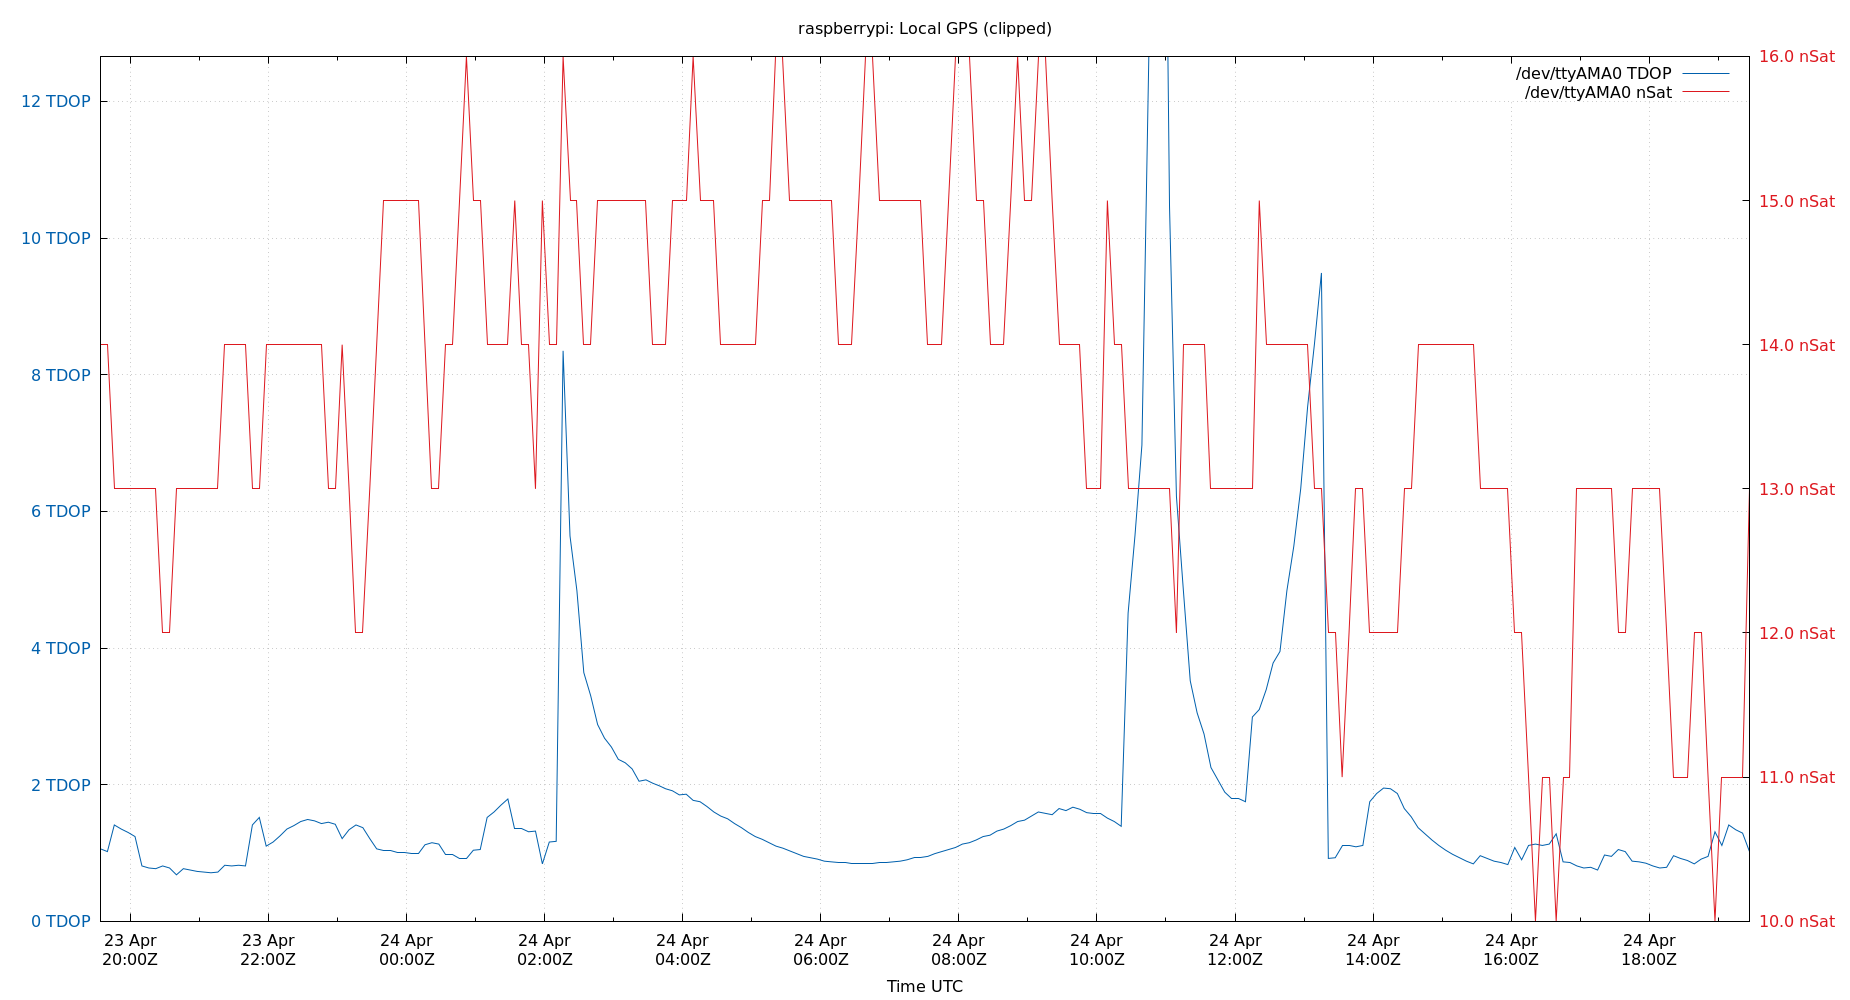 raspberrypi: Local GPS (clipped)
/dev/ttyAMA0 TDOP
/dev/ttyAMA0 nSat
12 TDOP
10 TDOP
8 TDOP
6 TDOP
4 TDOP
2 TDOP
0 TDOP
16.0 nSat
15.0 nSat
14.0 nSat
13.0 nSat
12.0 nSat
11.0 nSat
10.0 nSat
23 Apr
20:00Z
23 Apr
22:00Z
24 Apr
00:00Z
24 Apr
02:00Z
24 Apr
04:00Z
24 Apr
06:00Z
24 Apr
08:00Z
24 Apr
10:00Z
24 Apr
12:00Z
24 Apr
14:00Z
24 Apr
16:00Z
24 Apr
18:00Z
Time UTC